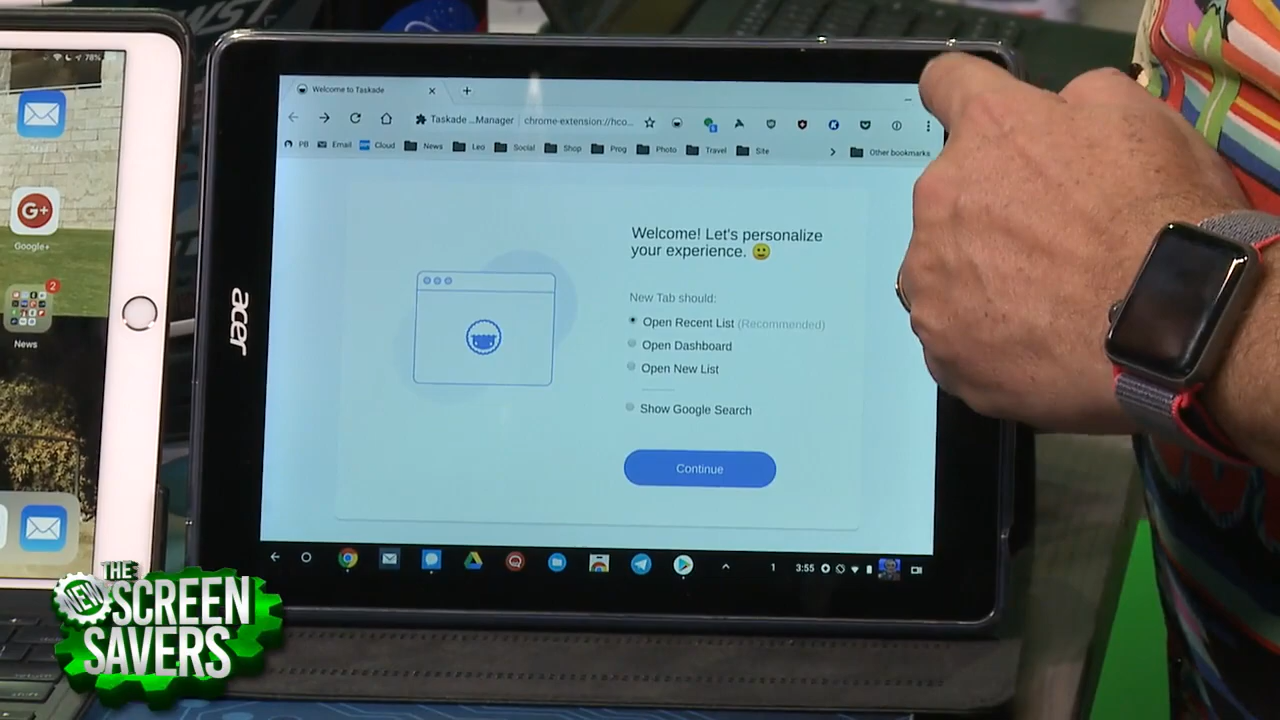 78%
Google+
2
News
acer
Welcome to Taskade
Taskade ...Manager
chrome-extension://hco...
PB
Email
Cloud
News
Leo
Social
Shop
Prog
Photo
Travel
Site
Other bookmarks
Welcome! Let's personalize
your experience.
New Tab should:
Open Recent List (Recommended)
Open Dashboard
Open New List
Show Google Search
Continue
1
3:55
THE
NEW
SCREEN
SAVERS